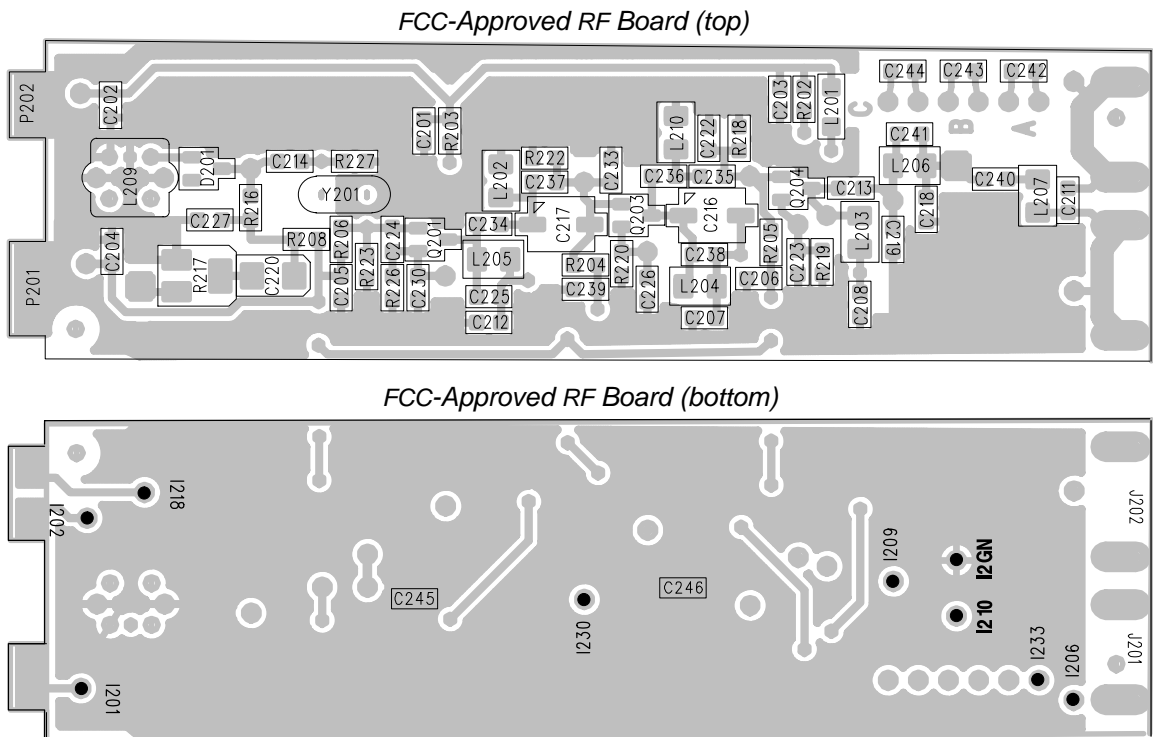 FCC-Approved RF Board (top)
P202
C202
L209
D201
C214
R227
Y201
R216
C227
C204
P201
R217
C220
R208
R206
C205
R223
C224
R226
Q201
C230
C201
R203
L202
R222
C237
C233
C234
C217
L205
C225
C212
R204
C239
Q203
R220
C226
L210
C222
R218
C236
C235
C216
C238
L204
C207
C206
R205
C203
R202
L201
Q204
C213
C223
R219
L203
C208
C219
C
C244
C243
C242
B
A
C241
L206
C218
C240
L207
C211
FCC-Approved RF Board (bottom)
I202
I218
I201
C245
I230
C246
I209
I2GN
I210
I233
I206
J202
J201